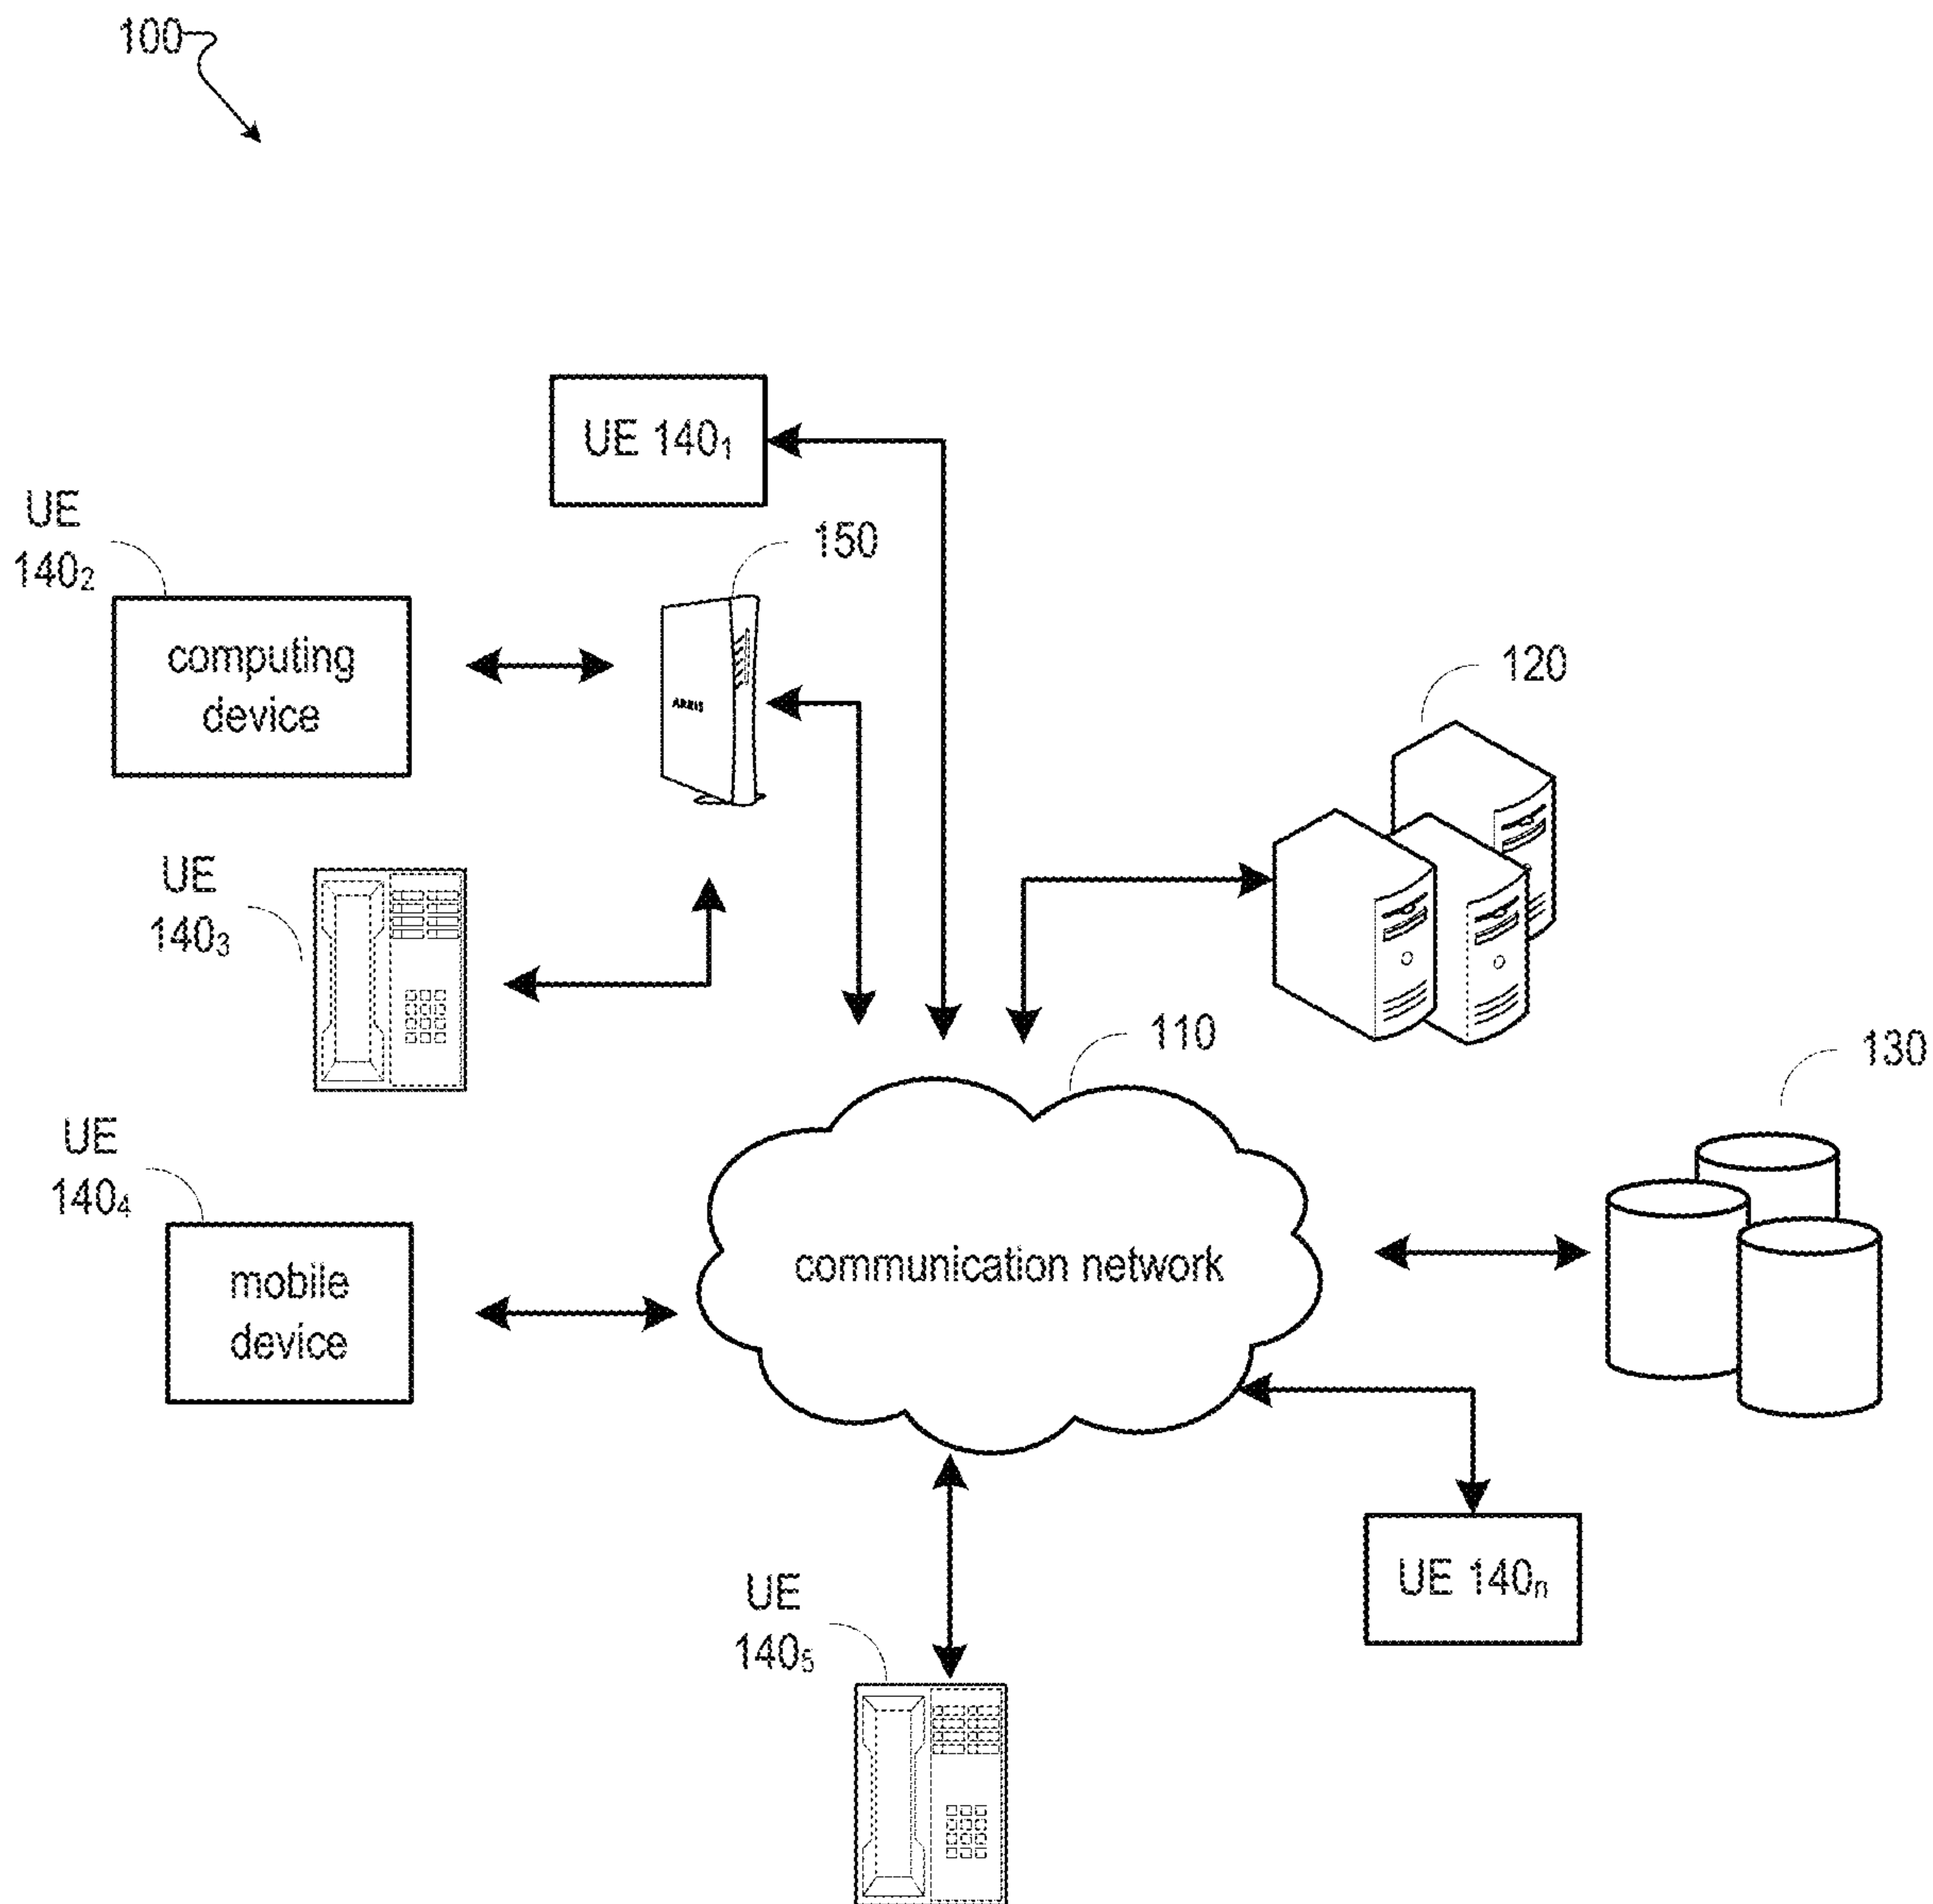 100
UE 140₁
UE
140₂
150
computing
device
ARRIS
120
UE
140₃
110
130
UE
140₄
communication network
mobile
device
UE 140ₙ
UE
140₅